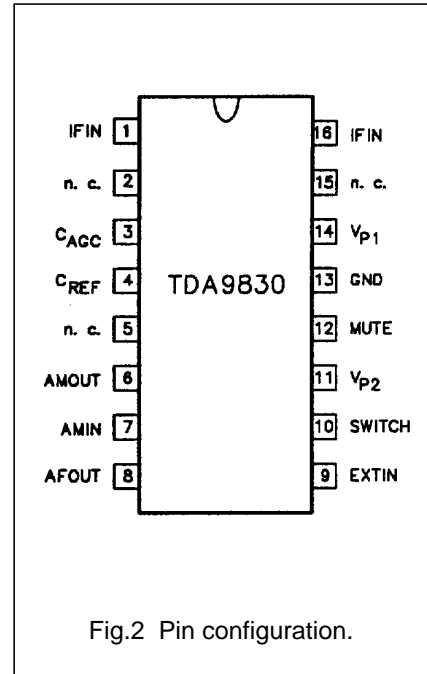 IFIN 1 16 IFIN
n. c. 2 15 n. c.
CAGC 3 14 VP1
CREF 4 TDA9830 13 GND
n. c. 5 12 MUTE
AMOUT 6 11 VP2
AMIN 7 10 SWITCH
AFOUT 8 9 EXTIN
Fig.2 Pin configuration.